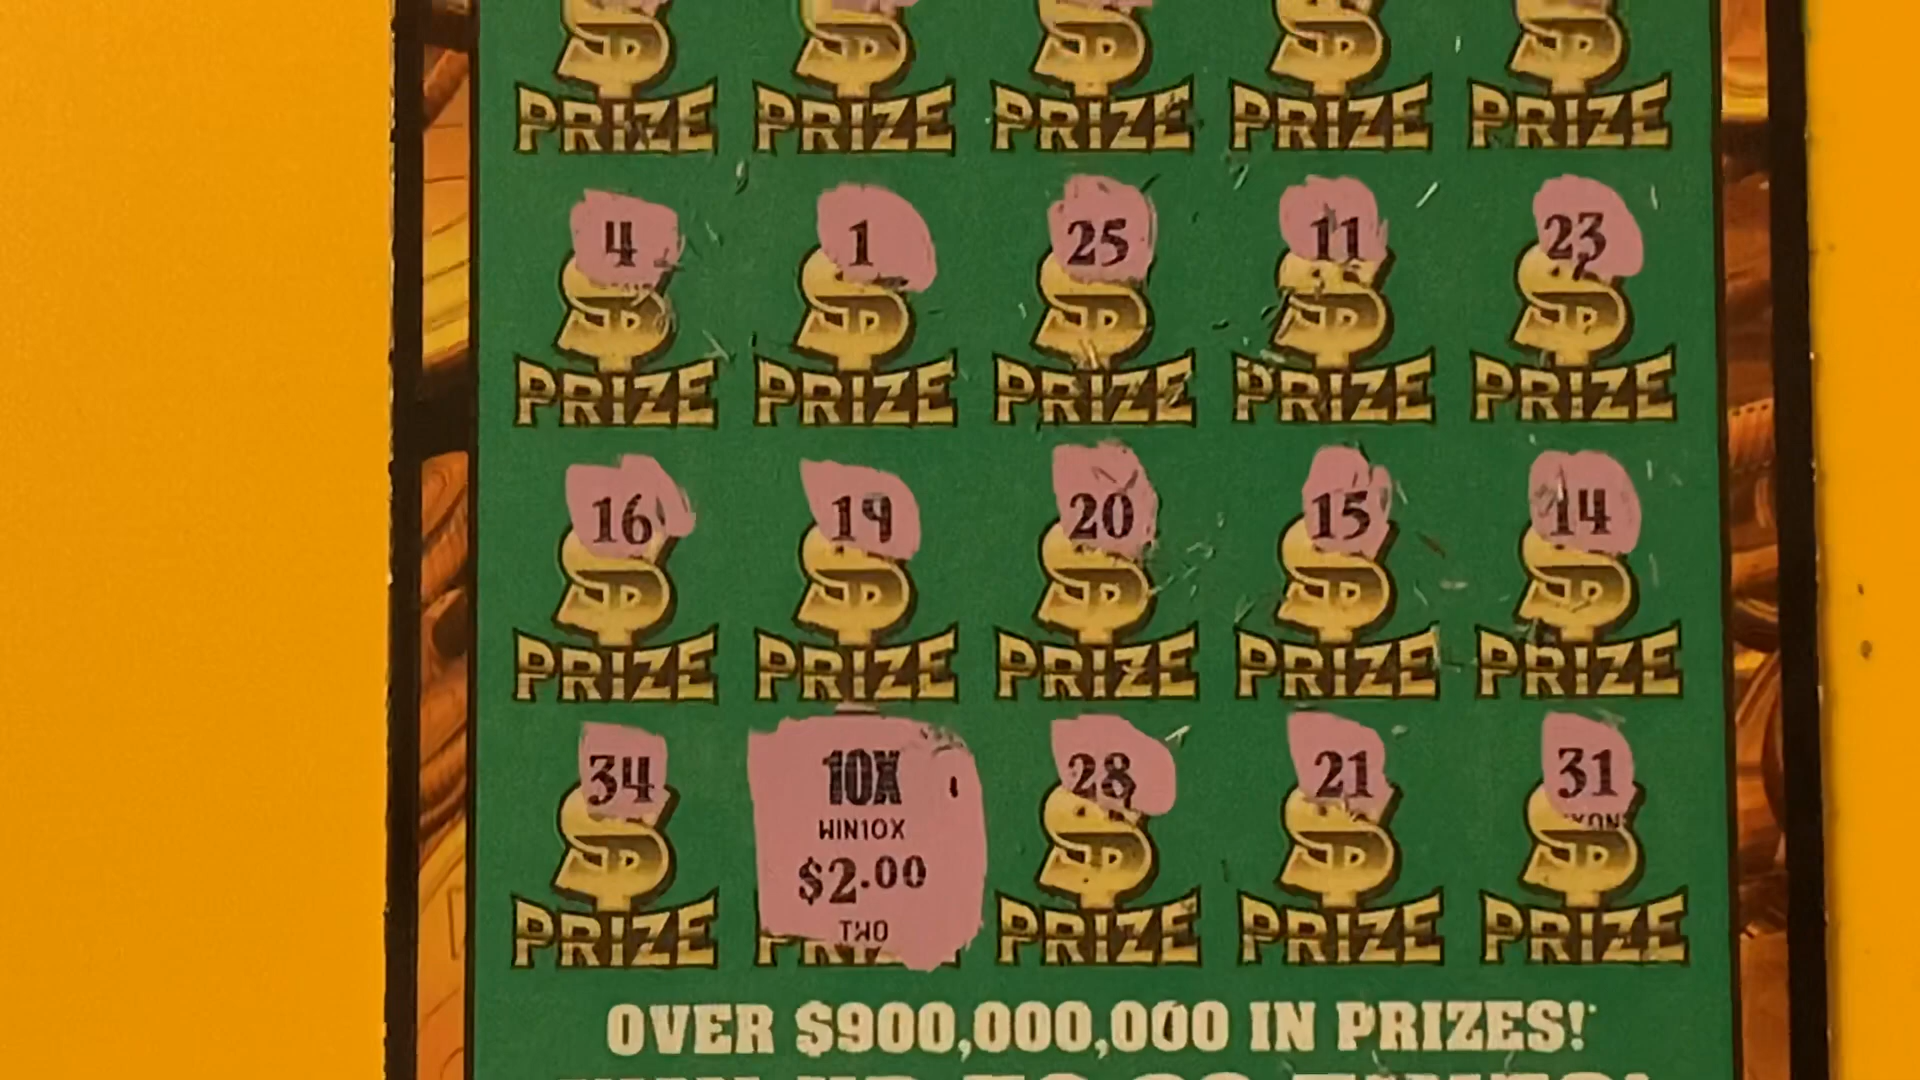 PRIZE PRIZE PRIZE PRIZE PRIZE
4 1 25 11 23
PRIZE PRIZE PRIZE PRIZE PRIZE
16 19 20 15 14
PRIZE PRIZE PRIZE PRIZE PRIZE
34 10X 28 21 31
WIN10X
$2.00
TWO
PRIZE PRIZE PRIZE PRIZE PRIZE
OVER $900,000,000 IN PRIZES!*